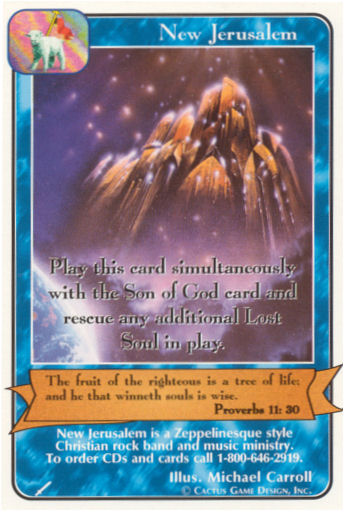 New Jerusalem
Play this card simultaneously
with the Son of God card and
rescue any additional Lost
Soul in play.
The fruit of the righteous is a tree of life;
and he that winneth souls is wise.
Proverbs 11: 30
New Jerusalem is a Zeppelinesque style
Christian rock band and music ministry.
To order CDs and cards call 1-800-646-2919.
Illus. Michael Carroll
© Cactus Game Design, Inc.